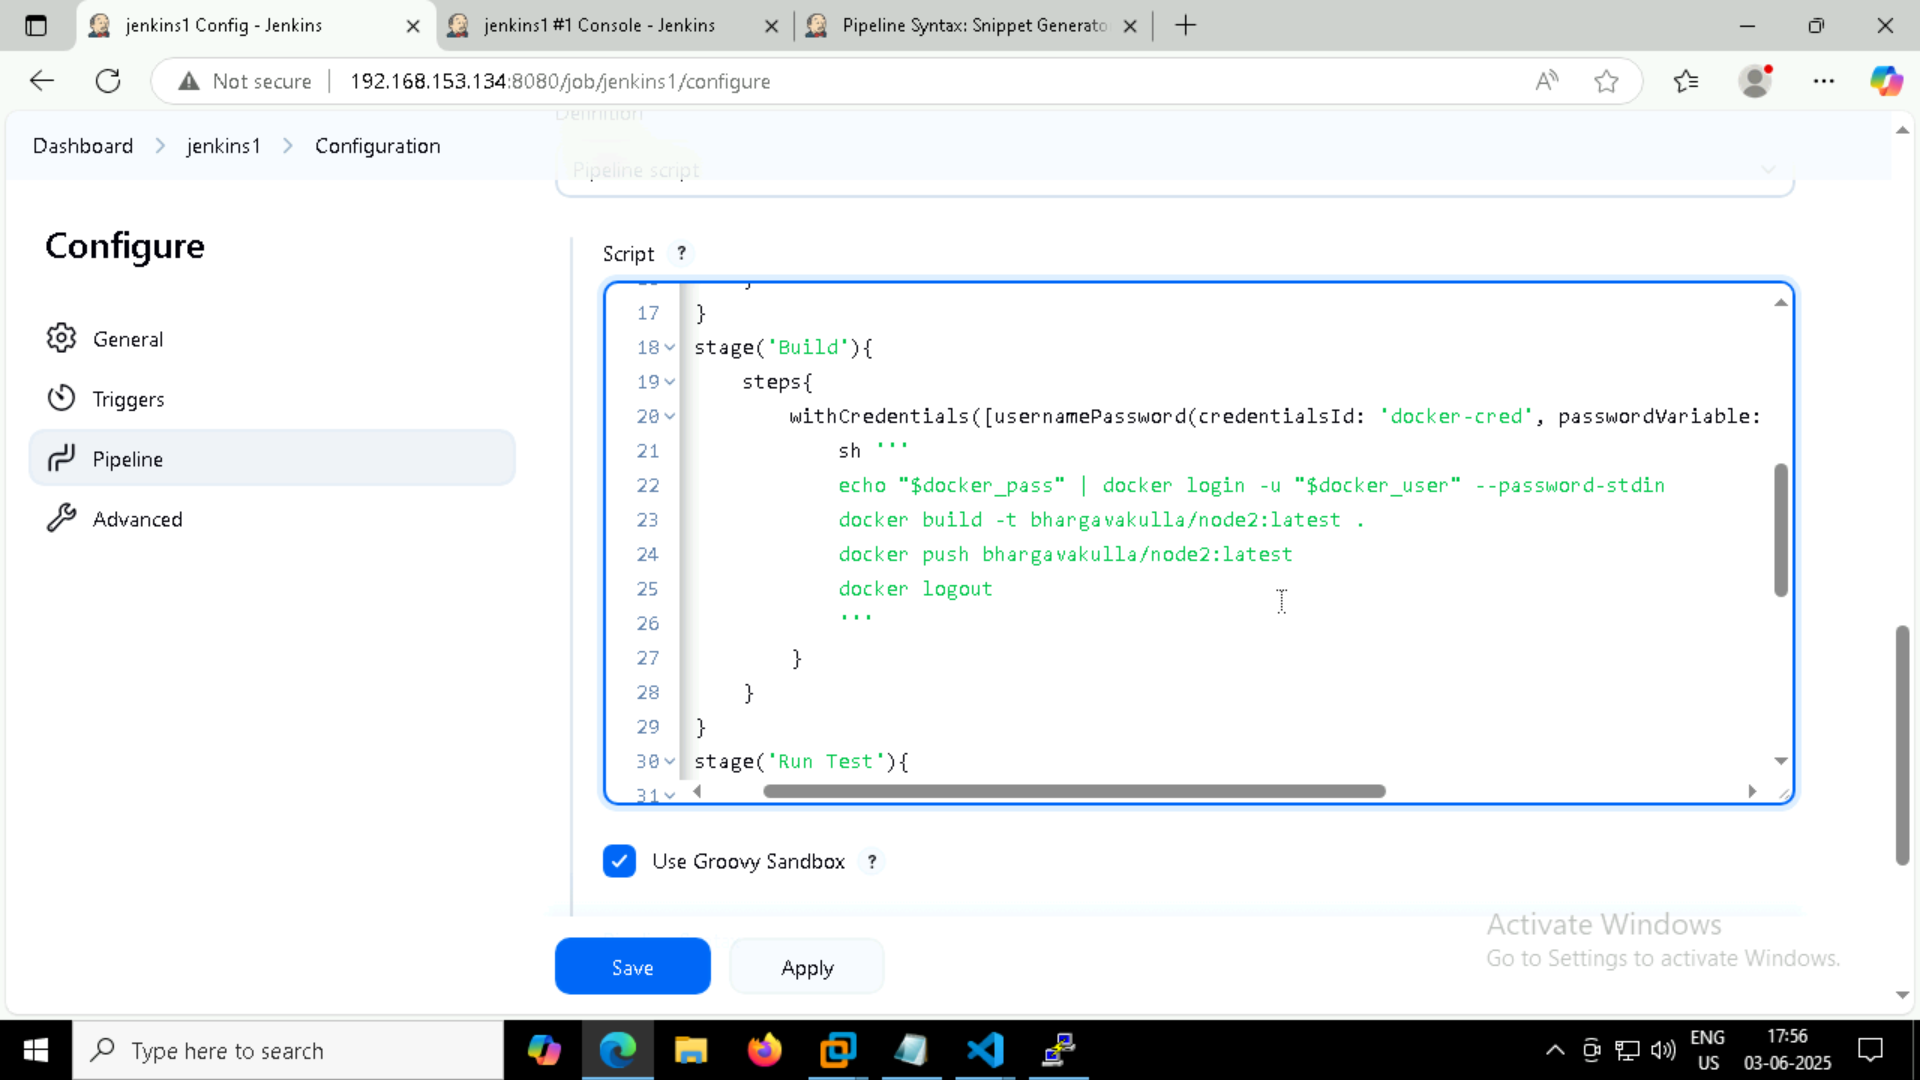 jenkins1 Config - Jenkins
jenkins1 #1 Console - Jenkins
Pipeline Syntax: Snippet Generato
Not secure
192.168.153.134:8080/job/jenkins1/configure
Dashboard
jenkins1
Configuration
Definition
Pipeline script
Configure
General
Triggers
Pipeline
Advanced
Script ?
17 }
18 stage('Build'){
19 steps{
20 withCredentials([usernamePassword(credentialsId: 'docker-cred', passwordVariable:
21 sh '''
22 echo "$docker_pass" | docker login -u "$docker_user" --password-stdin
23 docker build -t bhargavakulla/node2:latest .
24 docker push bhargavakulla/node2:latest
25 docker logout
26 '''
27 }
28 }
29 }
30 stage('Run Test'){
31
Use Groovy Sandbox ?
Save
Apply
Activate Windows
Go to Settings to activate Windows.
Type here to search
ENG
US
17:56
03-06-2025